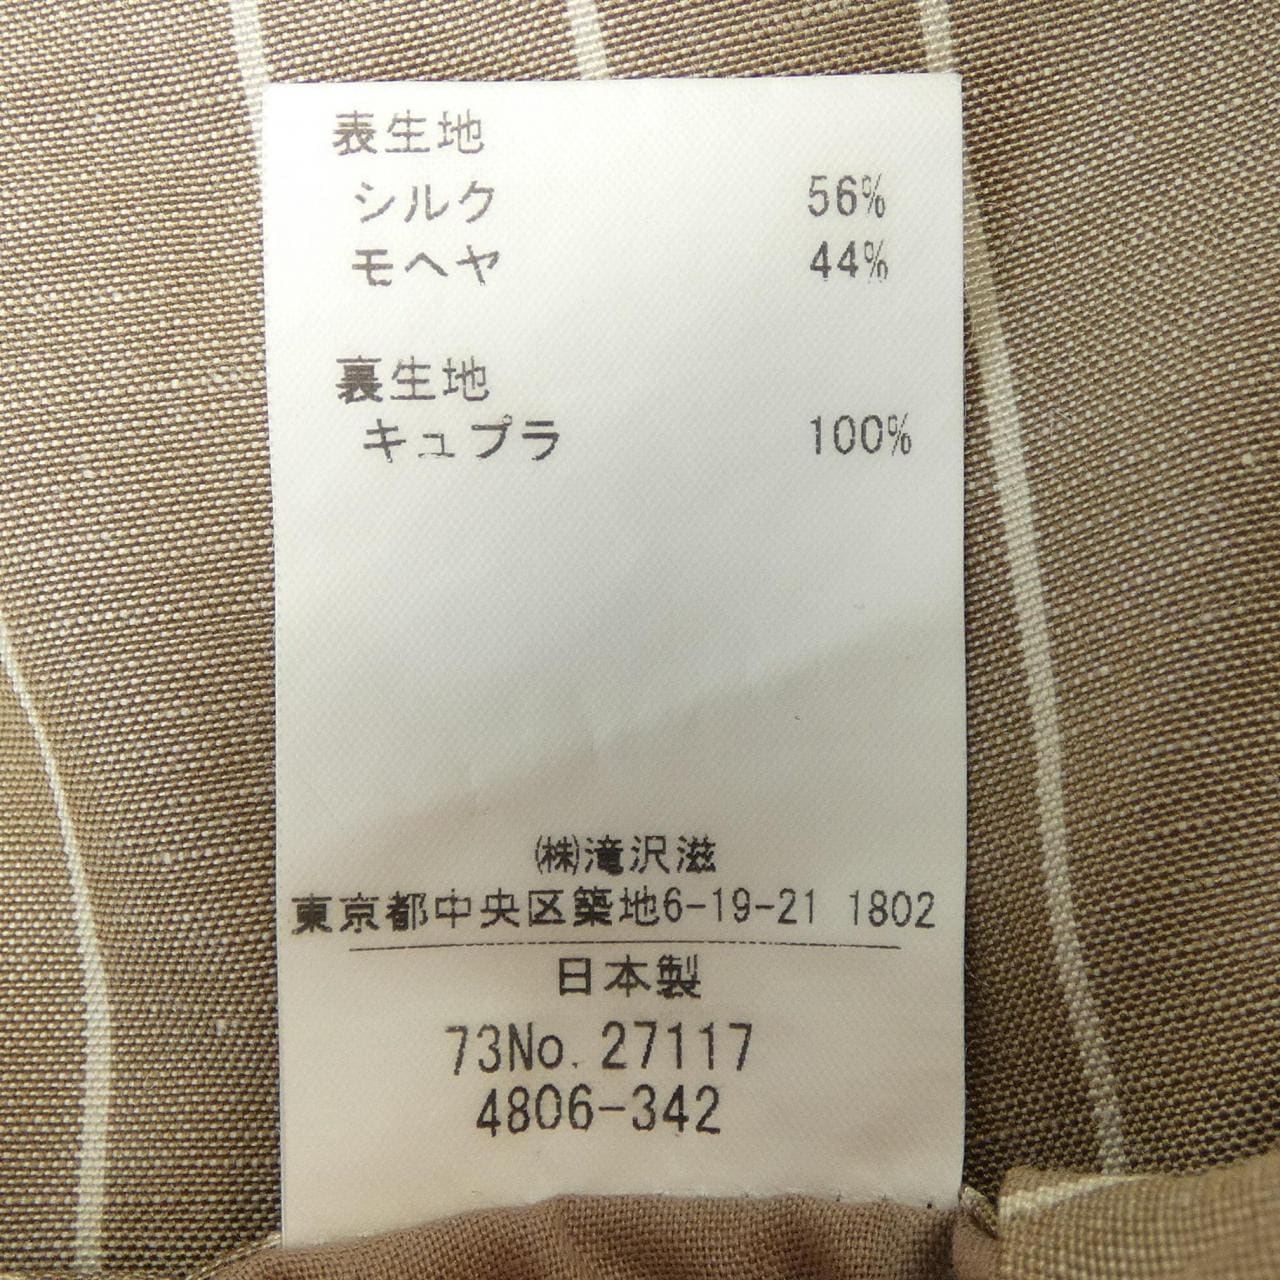 表生地
シルク 56%
モヘヤ 44%
裏生地
キュプラ 100%
㈱滝沢滋
東京都中央区築地6-19-21 1802
日本製
73No. 27117
4806-342